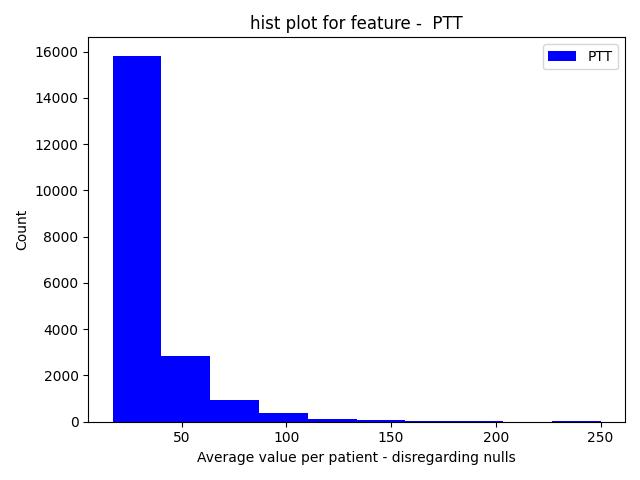 hist plot for feature -  PTT
PTT
Count
16000
14000
12000
10000
8000
6000
4000
2000
0
50 100 150 200 250
Average value per patient - disregarding nulls